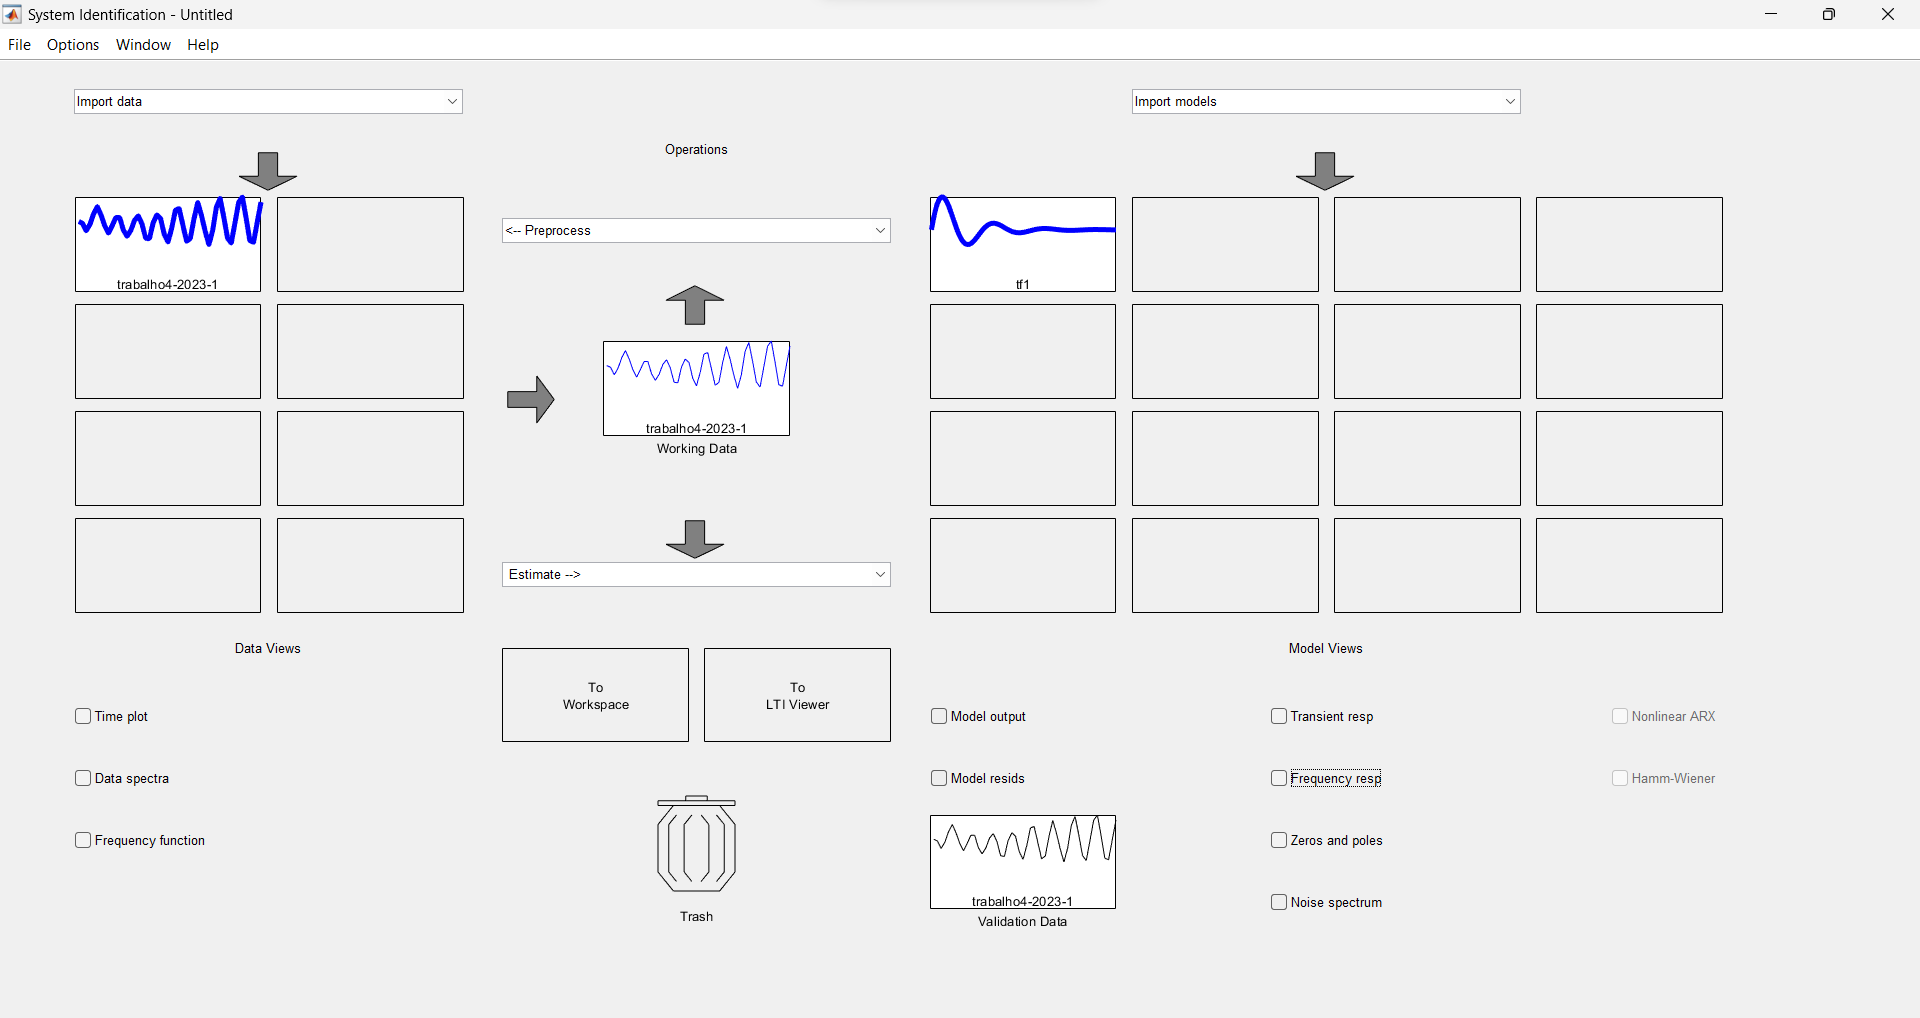 System Identification - Untitled
File Options Window Help
Import data
Import models
Operations
trabalho4-2023-1
<-- Preprocess
tf1
trabalho4-2023-1
Working Data
Estimate -->
Data Views
Model Views
To
Workspace
To
LTI Viewer
Time plot
Data spectra
Frequency function
Model output
Model resids
Transient resp
Frequency resp
Zeros and poles
Noise spectrum
Nonlinear ARX
Hamm-Wiener
Trash
trabalho4-2023-1
Validation Data